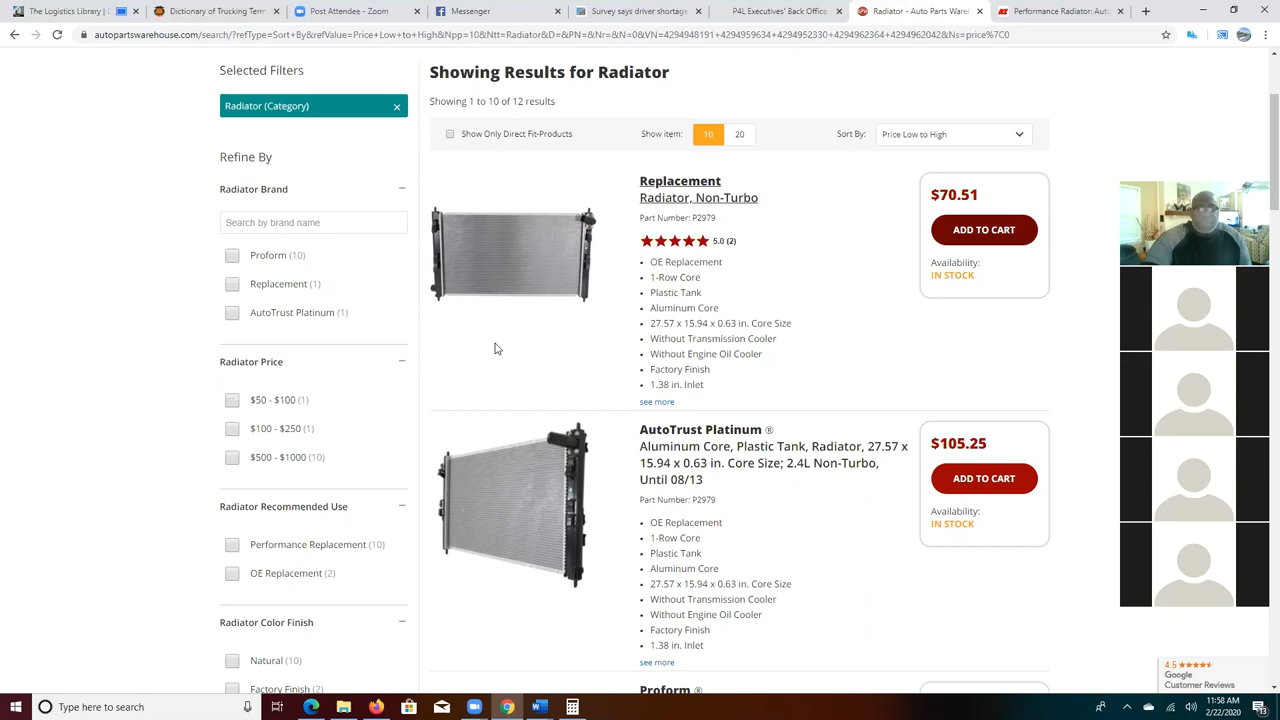 The Logistics Library | D
Dictionary of Trucking Term
Post Attendee - Zoom
Messenger
Survey says driver shortage
P4L Executives' Back Office
Radiator - Auto Parts Ware
Performance Radiator: Auto
autopartswarehouse.com/search/?refType=Sort+By&refValue=Price+Low+to+High&Npp=10&Ntt=Radiator&D=&PN=&Nr=&N=0&VN=4294948191+4294959634+4294952330+4294962364+4294962042&Ns=price%7C0
Selected Filters
Radiator (Category)
Refine By
Radiator Brand
Search by brand name
Proform (10)
Replacement (1)
AutoTrust Platinum (1)
Radiator Price
$50 - $100 (1)
$100 - $250 (1)
$500 - $1000 (10)
Radiator Recommended Use
Performance Replacement (10)
OE Replacement (2)
Radiator Color Finish
Natural (10)
Factory Finish (2)
Showing Results for Radiator
Showing 1 to 10 of 12 results
Show Only Direct Fit-Products
Show item: 10 20
Sort By: Price Low to High
Replacement
Radiator, Non-Turbo
Part Number: P2979
5.0 (2)
OE Replacement
1-Row Core
Plastic Tank
Aluminum Core
27.57 x 15.94 x 0.63 in. Core Size
Without Transmission Cooler
Without Engine Oil Cooler
Factory Finish
1.38 in. Inlet
see more
$70.51
ADD TO CART
Availability:
IN STOCK
AutoTrust Platinum ®
Aluminum Core, Plastic Tank, Radiator, 27.57 x
15.94 x 0.63 in. Core Size; 2.4L Non-Turbo,
Until 08/13
Part Number: P2979
OE Replacement
1-Row Core
Plastic Tank
Aluminum Core
27.57 x 15.94 x 0.63 in. Core Size
Without Transmission Cooler
Without Engine Oil Cooler
Factory Finish
1.38 in. Inlet
see more
$105.25
ADD TO CART
Availability:
IN STOCK
Proform ®
4.5
Google
Customer Reviews
Type here to search
11:58 AM
2/22/2020